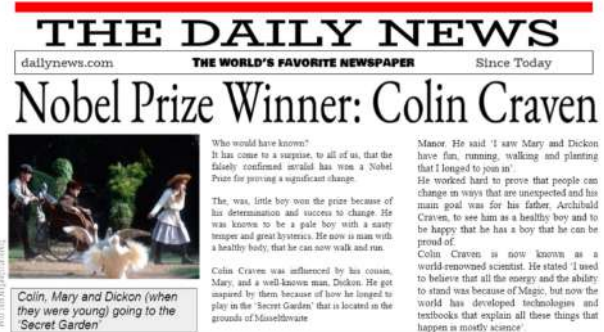 THE DAILY NEWS
dailynews.com
THE WORLD'S FAVORITE NEWSPAPER
Since Today
Nobel Prize Winner: Colin Craven
Colin, Mary and Dickon (when
they were young) going to the
'Secret Garden'
Who would have known?
It has come to a surprise, to all of us, that the
falsely confirmed invalid has won a Nobel
Prize for proving a significant change.
The, was, little boy won the prize because of
his determination and success to change. He
was known to be a pale boy with a nasty
temper and great hysterics. He now is man with
a healthy body, that he can now walk and run.
Colin Craven was influenced by his cousin,
Mary, and a well-known man, Dickon. He got
inspired by them because of how he longed to
play in the 'Secret Garden' that is located in the
grounds of Misselthwaite
Manor. He said 'I saw Mary and Dickon
have fun, running, walking and planting
that I longed to join in'.
He worked hard to prove that people can
change in ways that are unexpected and his
main goal was for his father, Archibald
Craven, to see him as a healthy boy and to
be happy that he has a boy that he can be
proud of.
Colin Craven is now known as a
world-renowned scientist. He stated 'I used
to believe that all the energy and the ability
to stand was because of Magic, but now the
world has developed technologies and
textbooks that explain all these things that
happen is mostly science'.